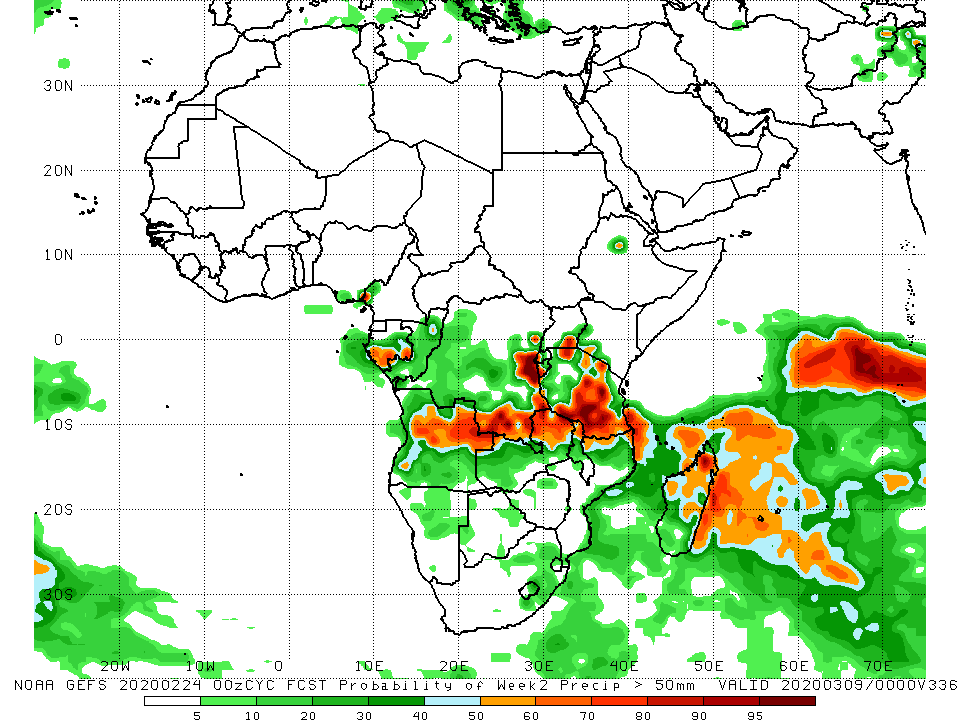 30N
20N
10N
0
10S
20S
30S
20W 10W 0 10E 20E 30E 40E 50E 60E 70E
NOAA GEFS 20200224 00zCYC FCST Probability of Week2 Precip > 50mm VALID 20200309/0000V336
5 10 20 30 40 50 60 70 80 90 95